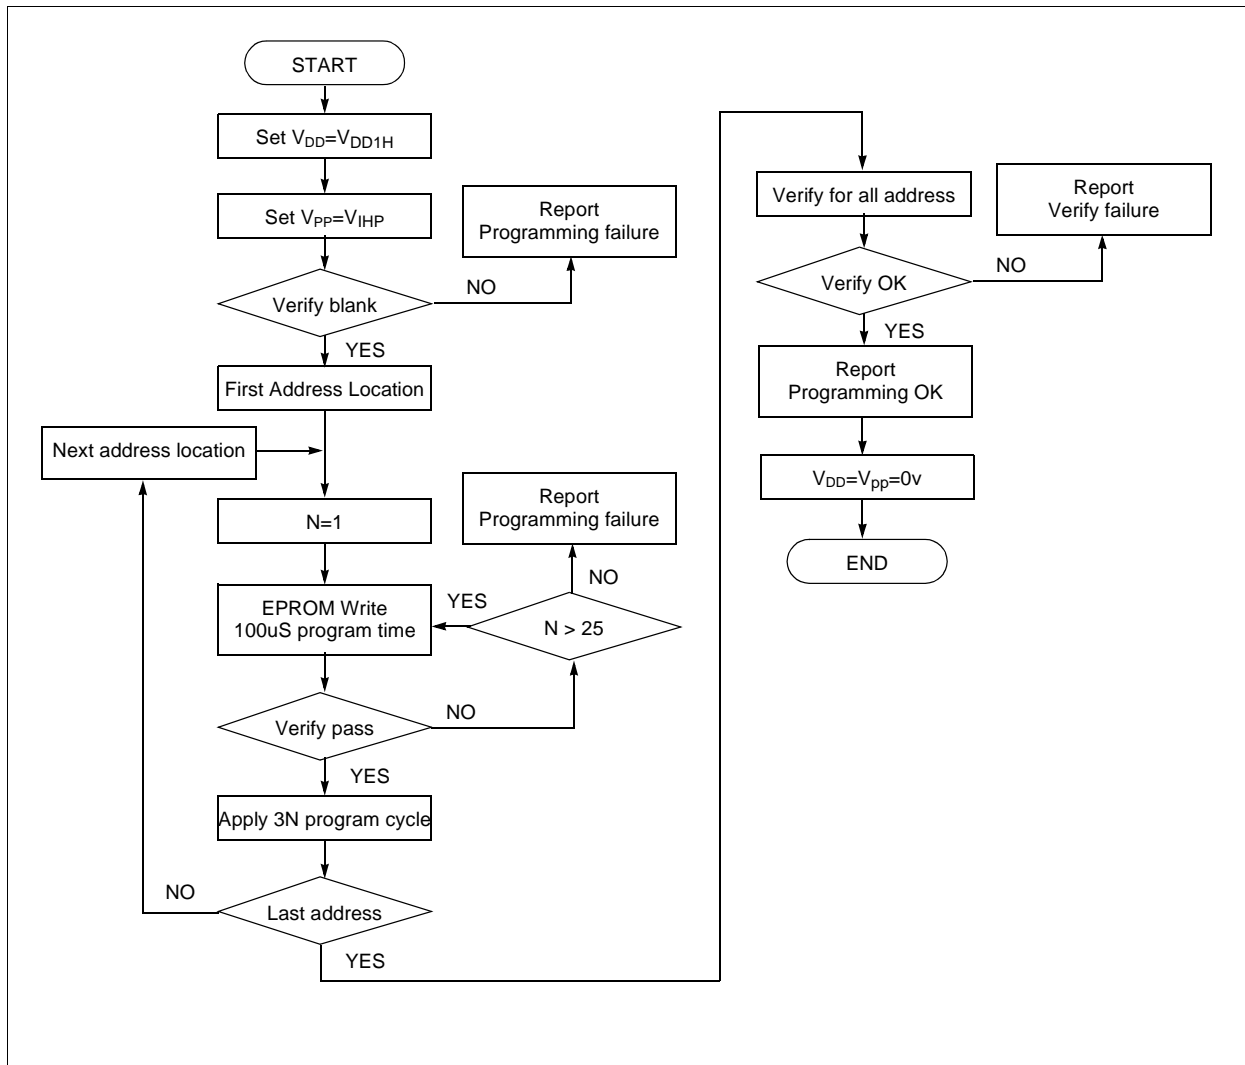 START
Set VDD=VDD1H
Set VPP=VIHP
Report
Programming failure
Verify blank
NO
YES
First Address Location
Next address location
N=1
Report
Programming failure
NO
YES
EPROM Write
100uS program time
N > 25
Verify pass
NO
YES
Apply 3N program cycle
NO
Last address
YES
Verify for all address
Report
Verify failure
Verify OK
NO
YES
Report
Programming OK
VDD=Vpp=0v
END